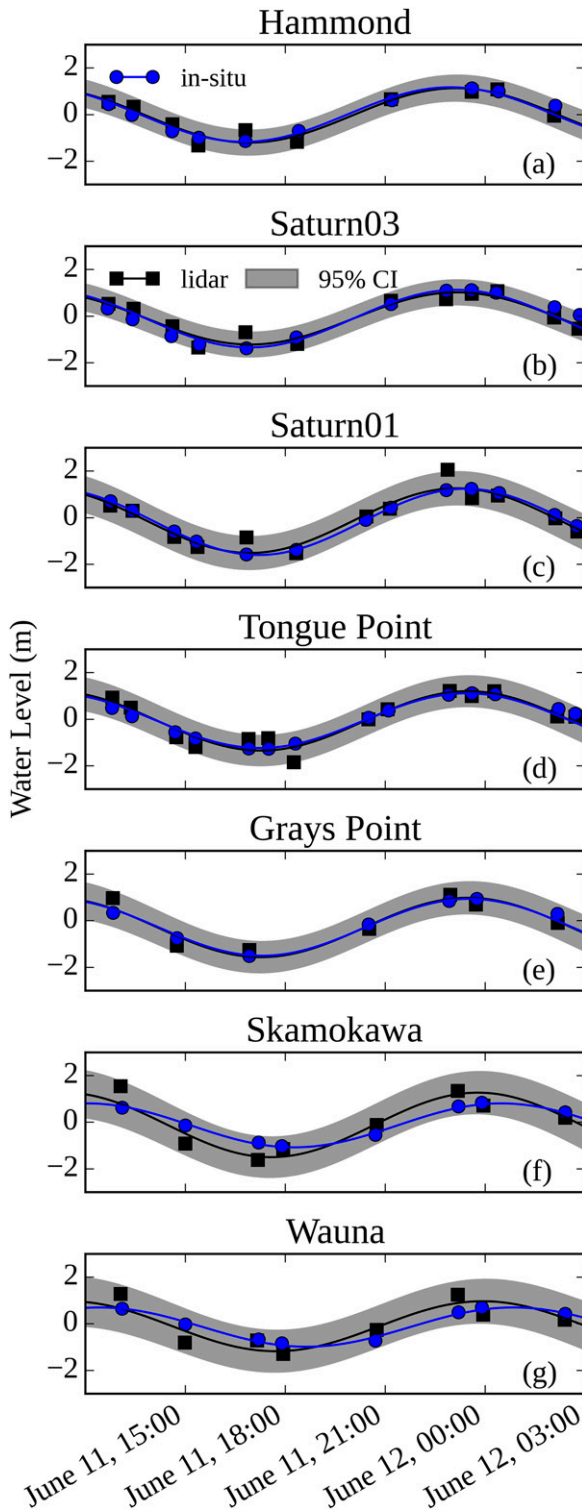 Hammond
2
0
−2
in-situ
(a)
Saturn03
2
0
−2
lidar 95% CI
(b)
Saturn01
2
0
−2
(c)
Tongue Point
2
0
−2
(d)
Water Level (m)
Grays Point
2
0
−2
(e)
Skamokawa
2
0
−2
(f)
Wauna
2
0
−2
(g)
June 11, 15:00
June 11, 18:00
June 11, 21:00
June 12, 00:00
June 12, 03:00